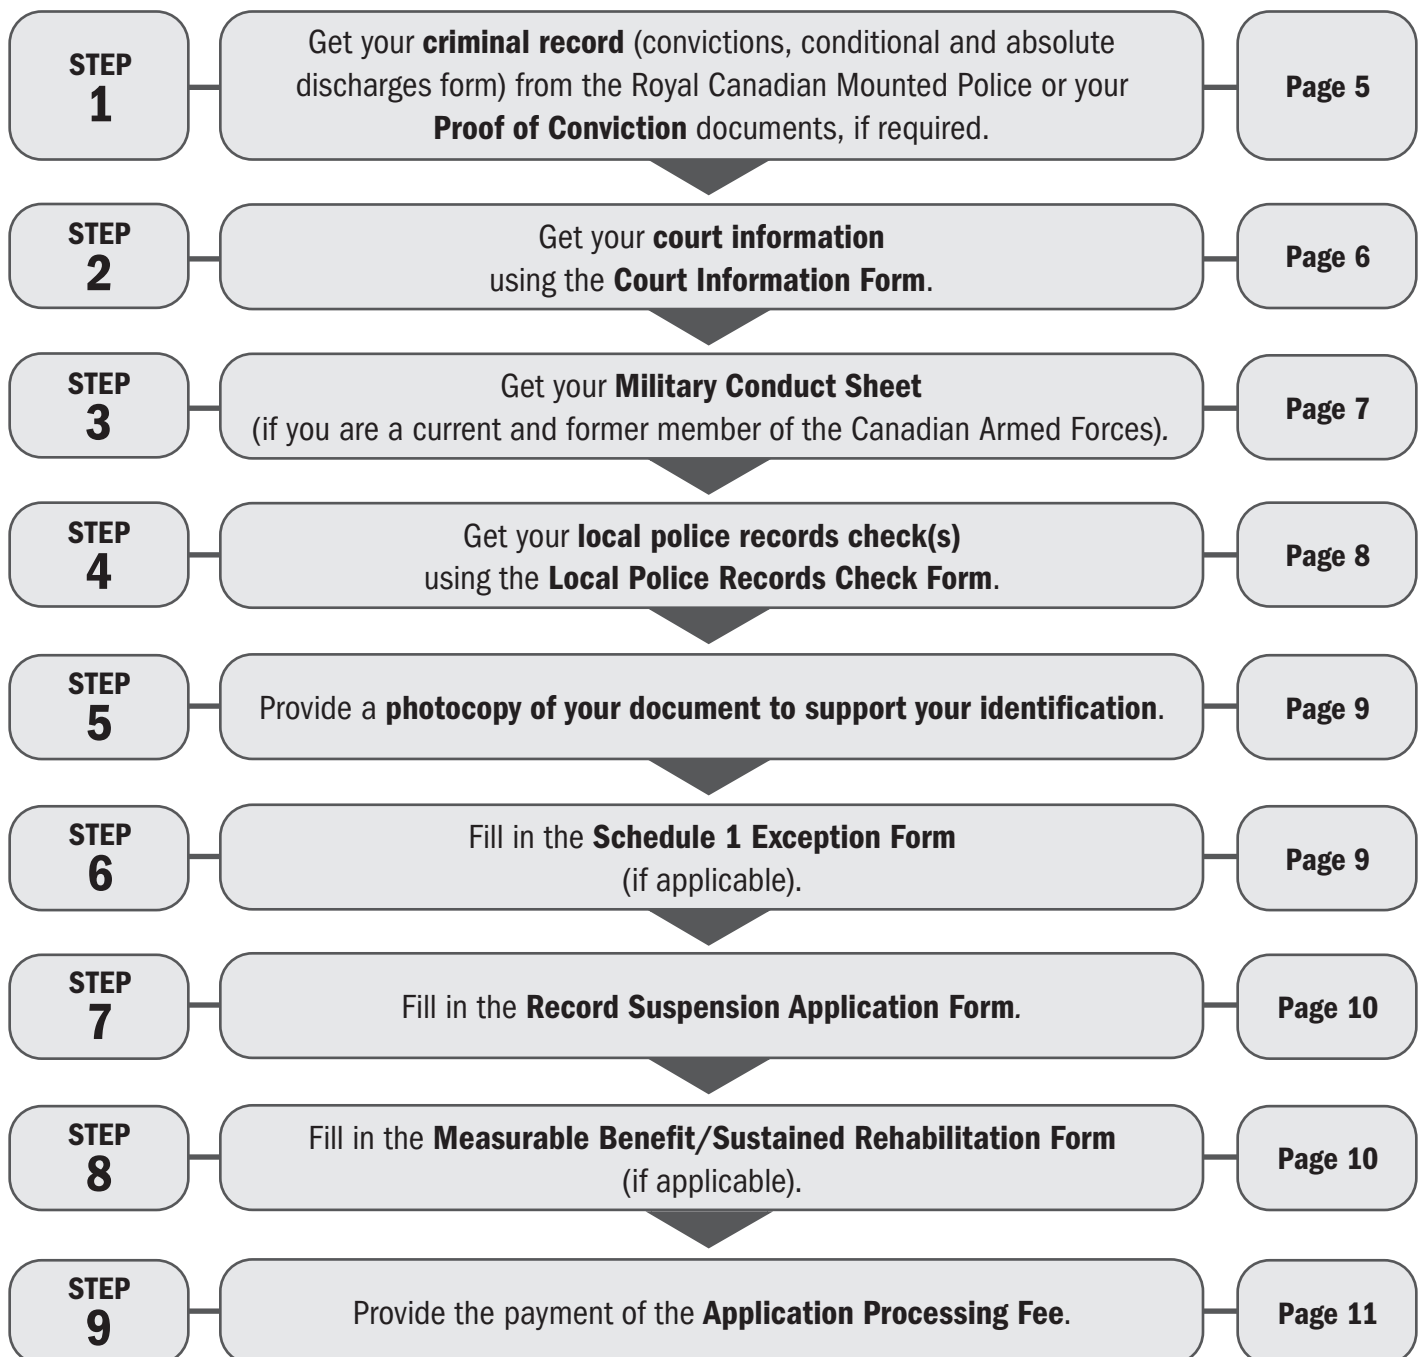 STEP
1
Get your criminal record (convictions, conditional and absolute
discharges form) from the Royal Canadian Mounted Police or your
Proof of Conviction documents, if required.
Page 5
STEP
2
Get your court information
using the Court Information Form.
Page 6
STEP
3
Get your Military Conduct Sheet
(if you are a current and former member of the Canadian Armed Forces).
Page 7
STEP
4
Get your local police records check(s)
using the Local Police Records Check Form.
Page 8
STEP
5
Provide a photocopy of your document to support your identification.
Page 9
STEP
6
Fill in the Schedule 1 Exception Form
(if applicable).
Page 9
STEP
7
Fill in the Record Suspension Application Form.
Page 10
STEP
8
Fill in the Measurable Benefit/Sustained Rehabilitation Form
(if applicable).
Page 10
STEP
9
Provide the payment of the Application Processing Fee.
Page 11